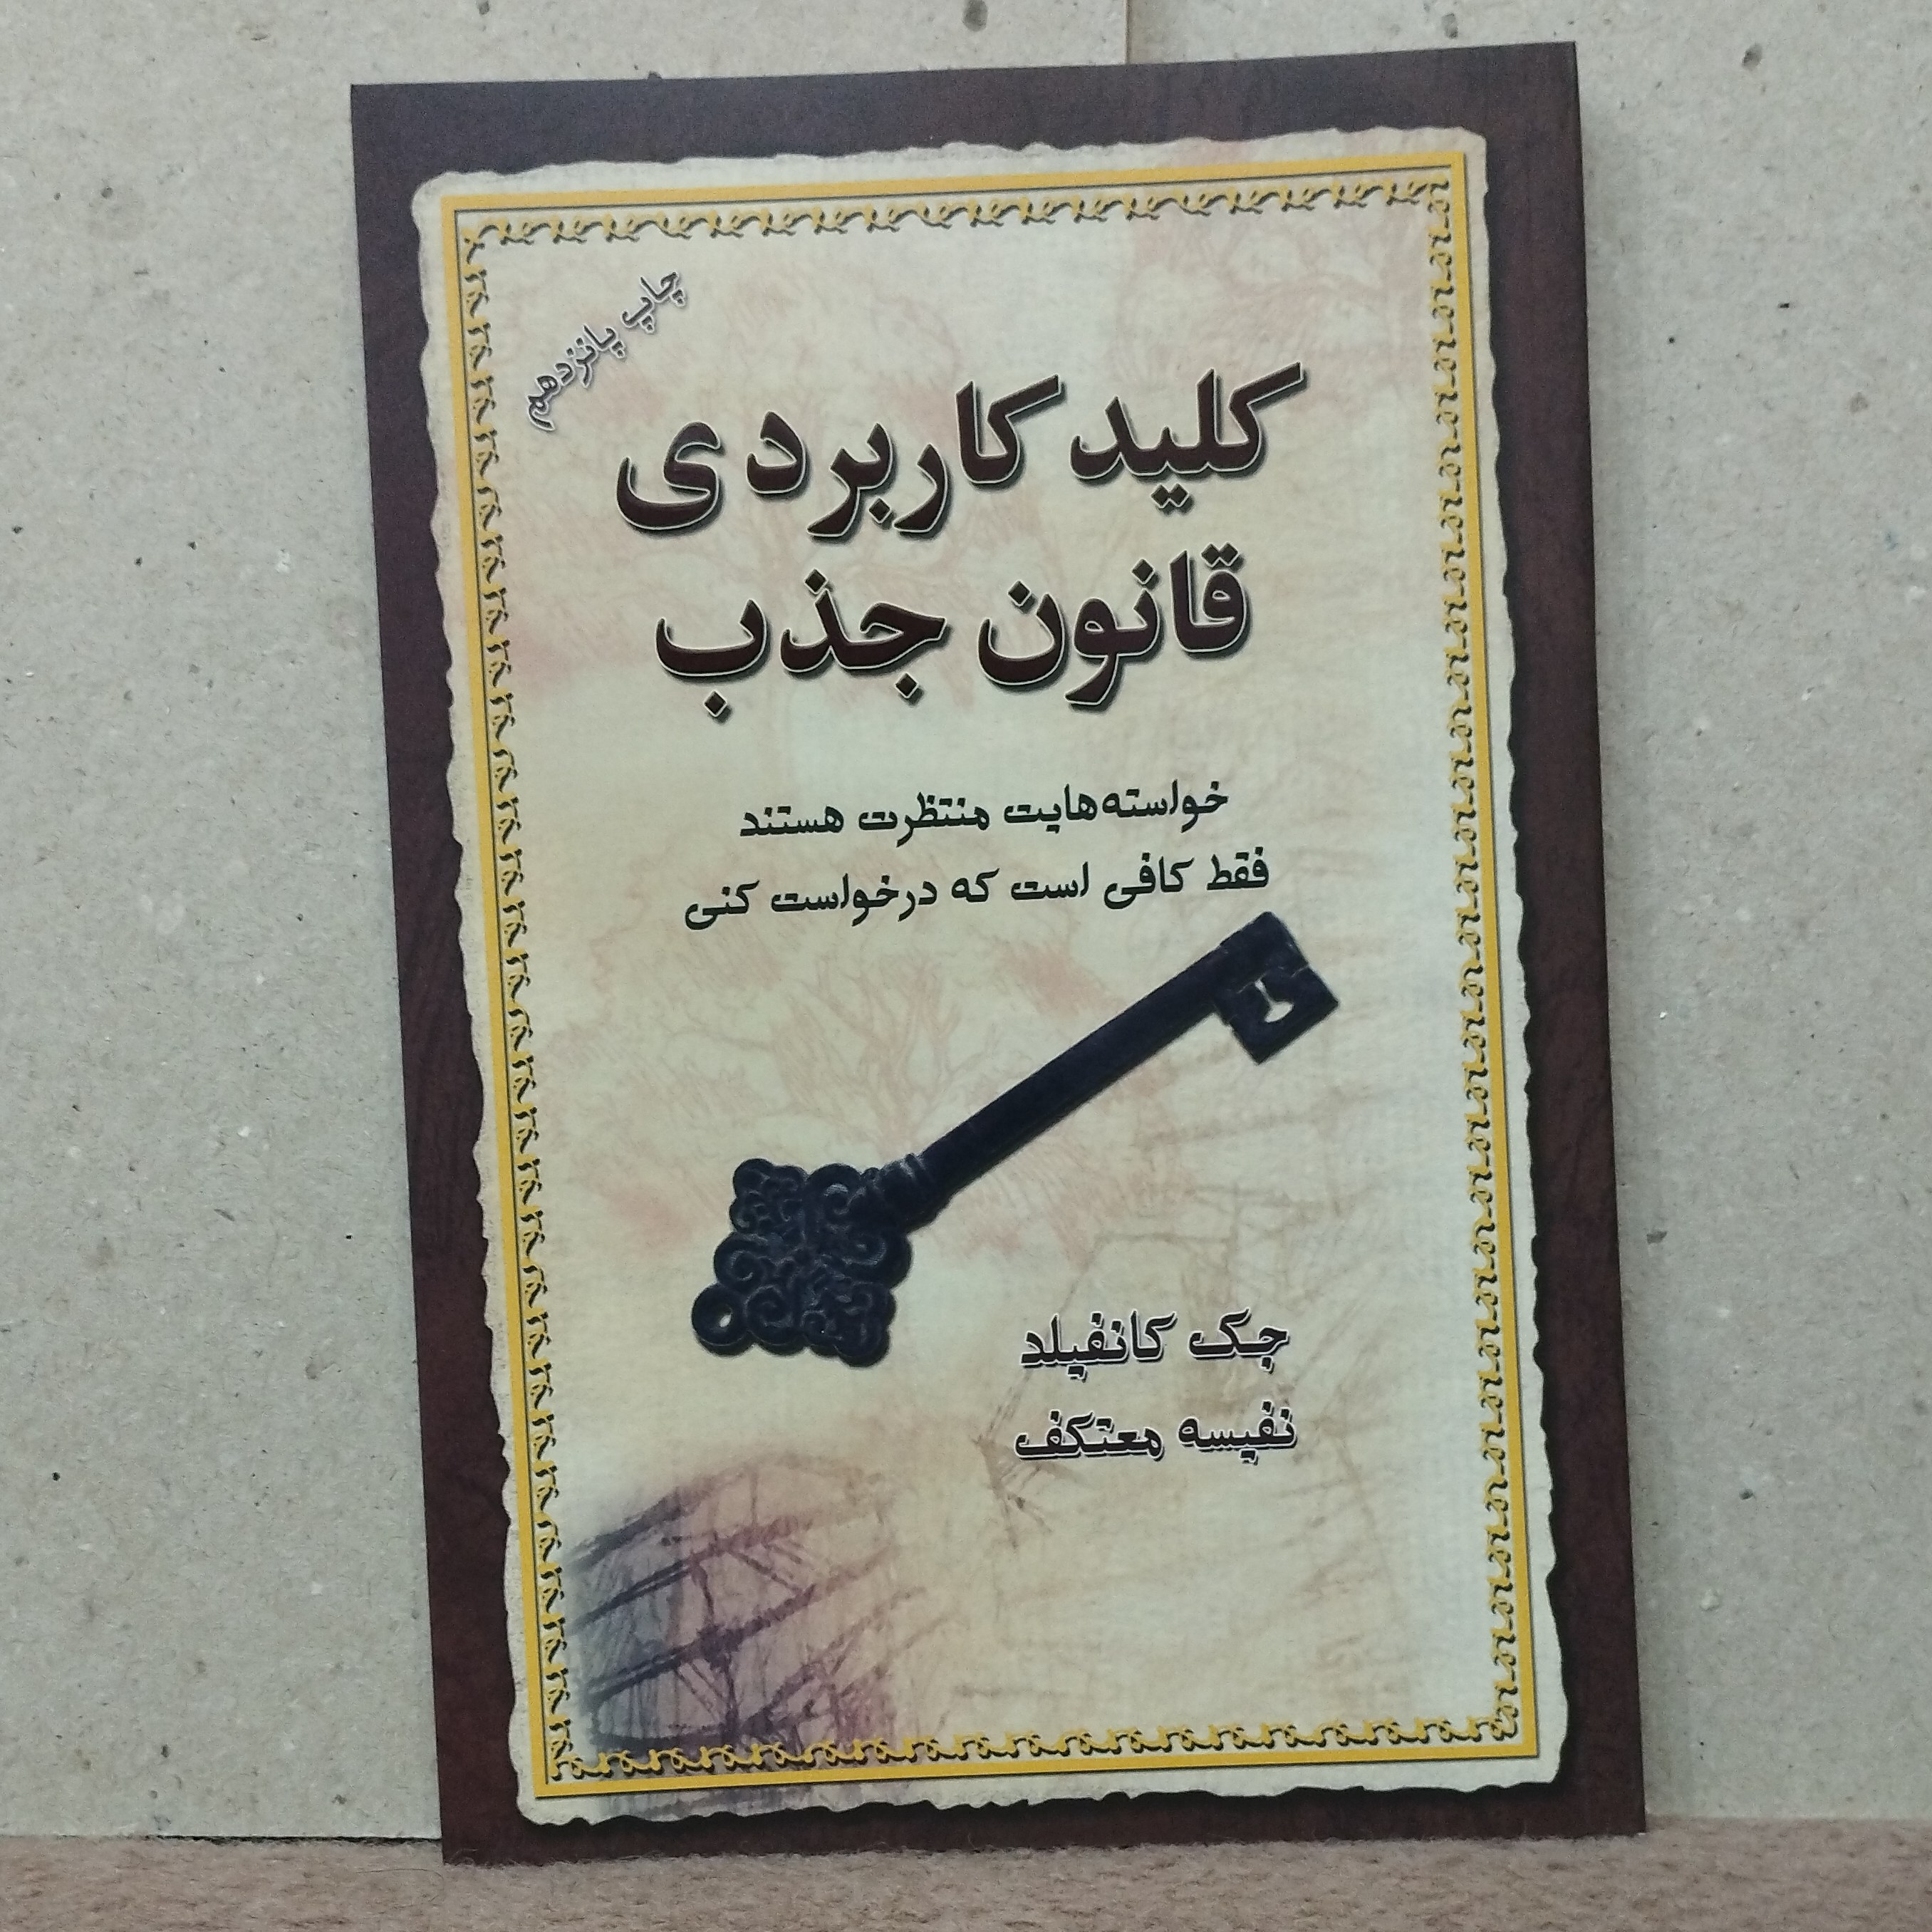 چاپ پانزدهم
کلید کاربردی
قانون جذب
خواسته‌هایت منتظرت هستند
فقط کافی است که درخواست کنی
جک کانفیلد
نفیسه معتکف